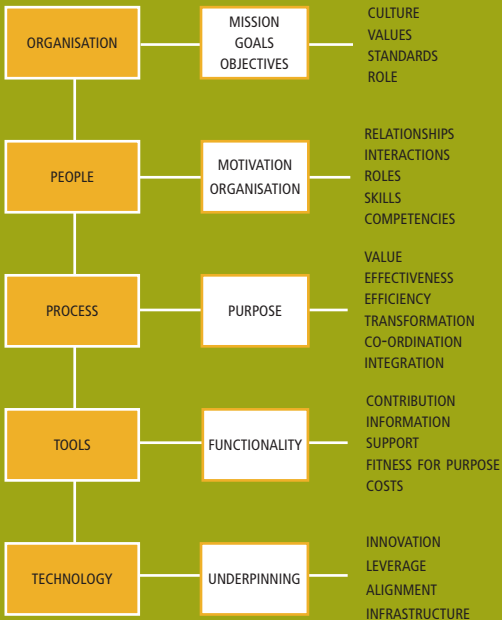 ORGANISATION
MISSION
GOALS
OBJECTIVES
CULTURE
VALUES
STANDARDS
ROLE
PEOPLE
MOTIVATION
ORGANISATION
RELATIONSHIPS
INTERACTIONS
ROLES
SKILLS
COMPETENCIES
PROCESS
PURPOSE
VALUE
EFFECTIVENESS
EFFICIENCY
TRANSFORMATION
CO-ORDINATION
INTEGRATION
TOOLS
FUNCTIONALITY
CONTRIBUTION
INFORMATION
SUPPORT
FITNESS FOR PURPOSE
COSTS
TECHNOLOGY
UNDERPINNING
INNOVATION
LEVERAGE
ALIGNMENT
INFRASTRUCTURE